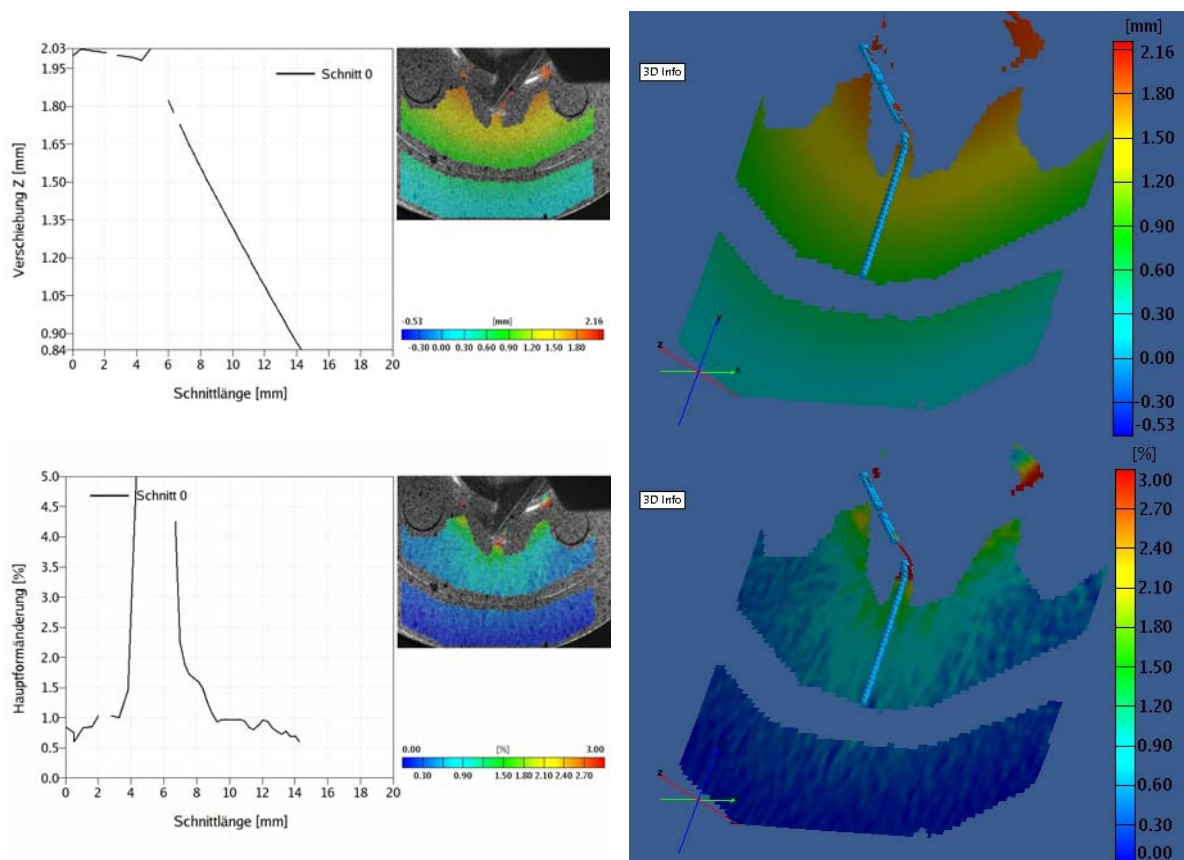 2.03
1.95
1.80
1.65
1.50
1.35
1.20
1.05
0.90
0.84
Verschiebung Z [mm]
Schnitt 0
0 2 4 6 8 10 12 14 16 18 20
Schnittlänge [mm]
-0.53 [mm] 2.16
-0.30 0.00 0.30 0.60 0.90 1.20 1.50 1.80
3D Info
[mm]
2.16
1.80
1.50
1.20
0.90
0.60
0.30
0.00
-0.30
-0.53
z y x
5.0
4.5
4.0
3.5
3.0
2.5
2.0
1.5
1.0
0.5
0.0
Hauptformänderung [%]
Schnitt 0
0 2 4 6 8 10 12 14 16 18 20
Schnittlänge [mm]
0.00 [%] 3.00
0.30 0.90 1.50 1.80 2.10 2.40 2.70
3D Info
[%]
3.00
2.70
2.40
2.10
1.80
1.50
1.20
0.90
0.60
0.30
0.00
z